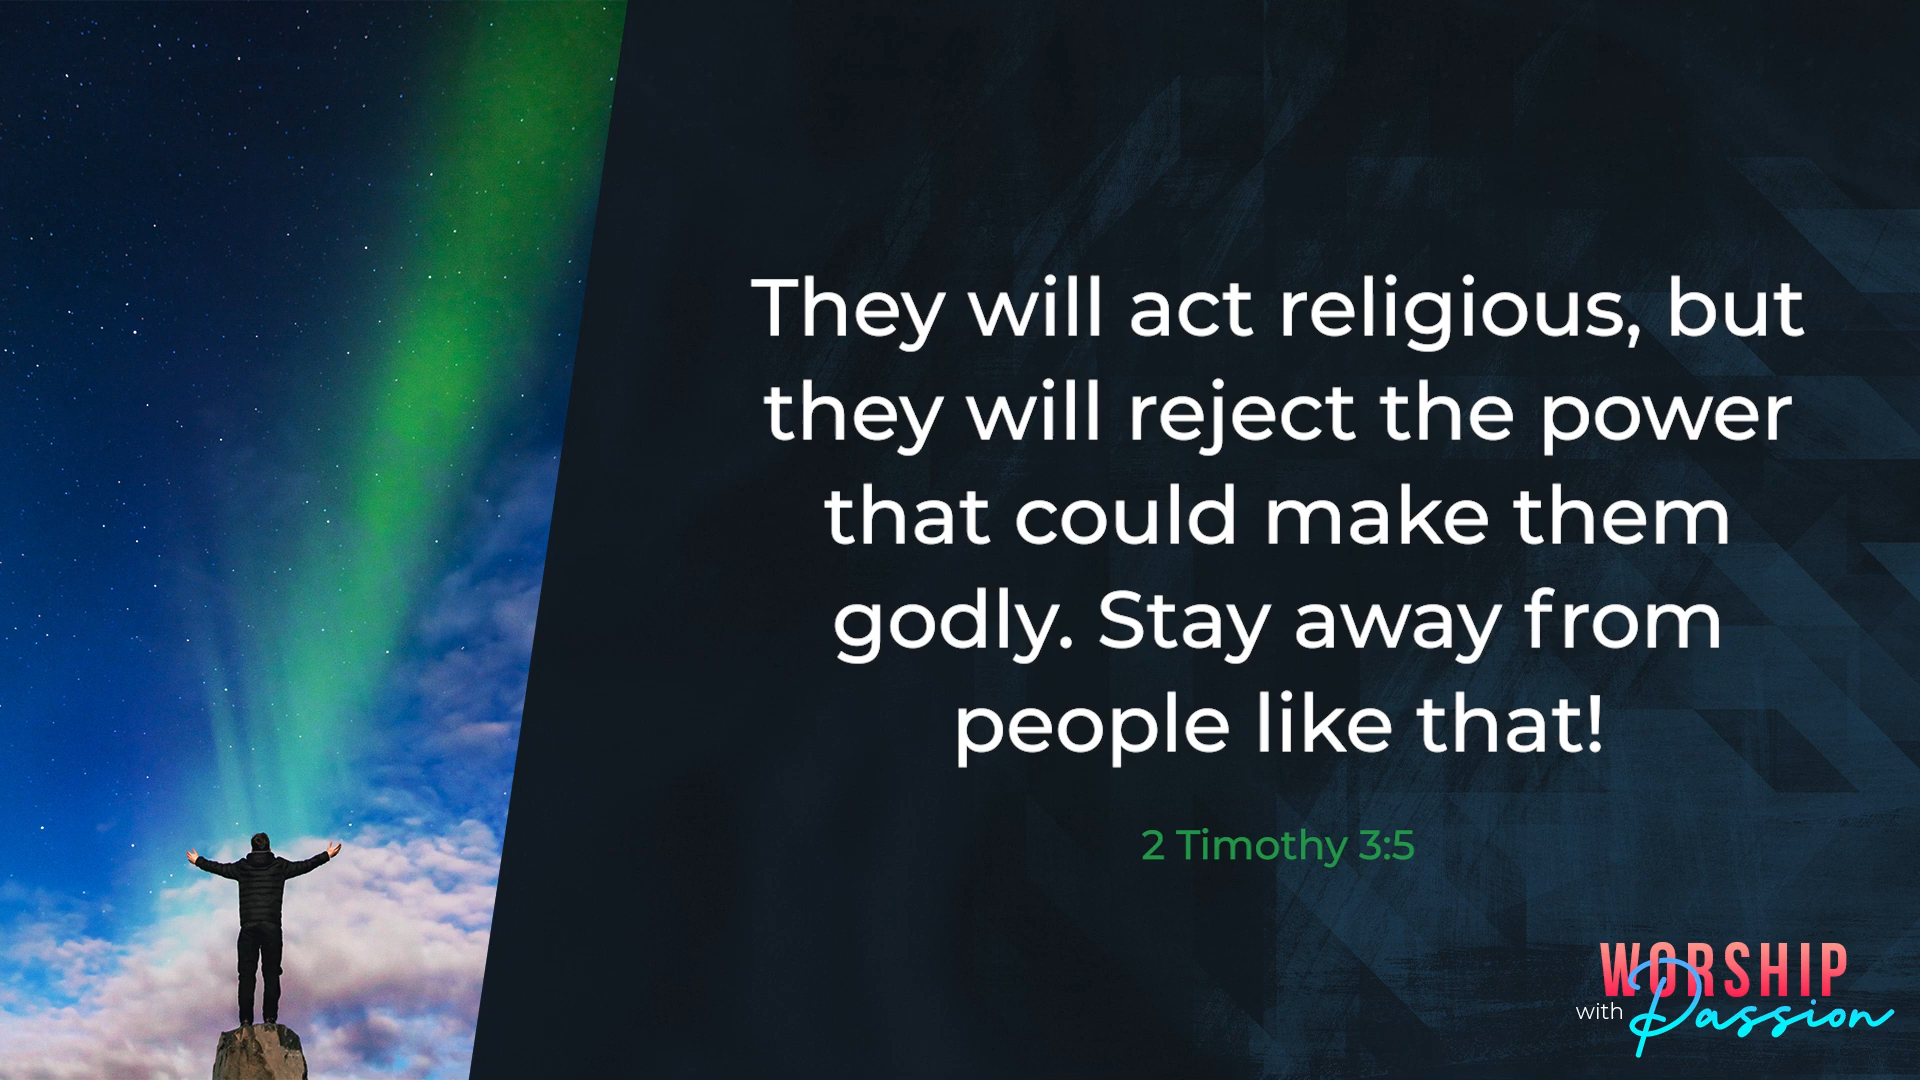 They will act religious, but
they will reject the power
that could make them
godly. Stay away from
people like that!
2 Timothy 3:5
WORSHIP
with Passion